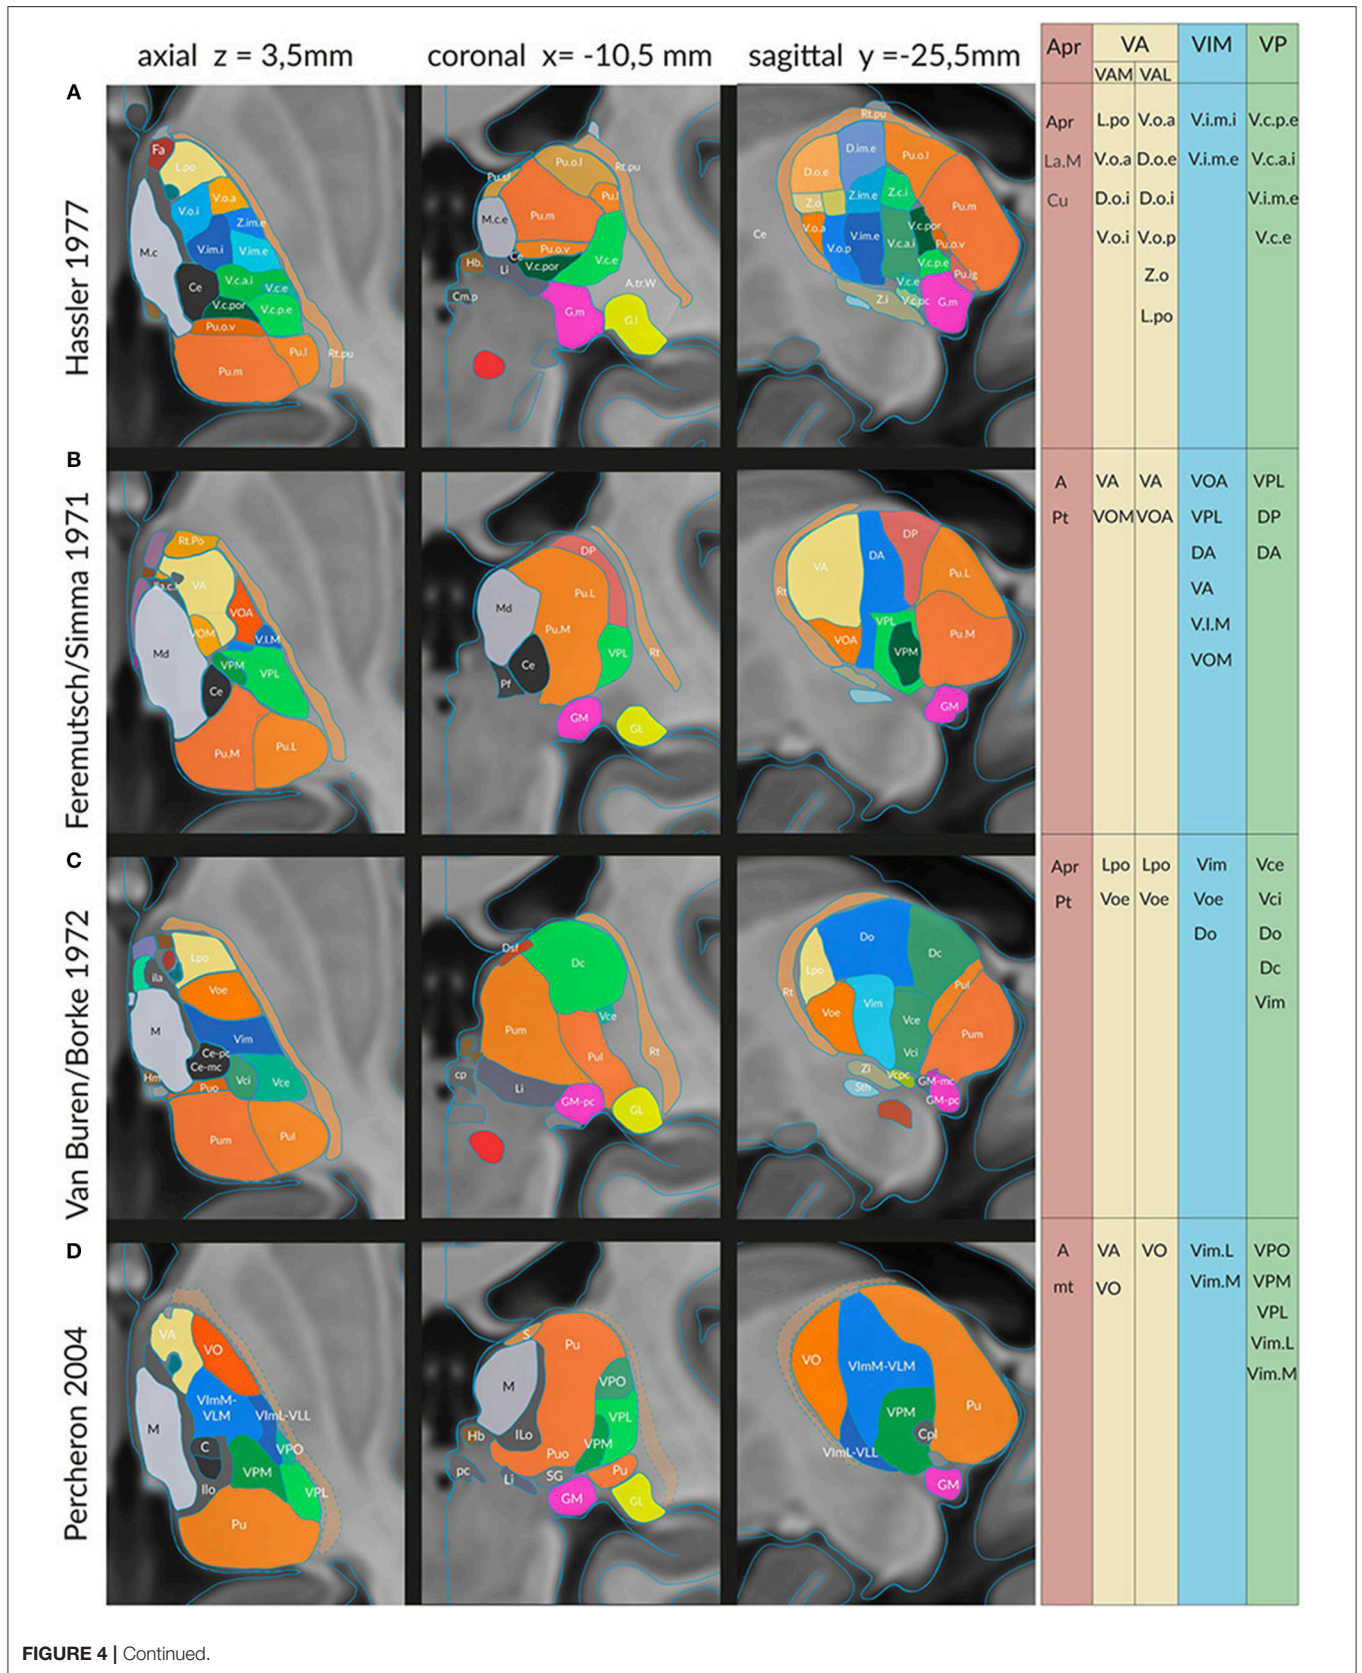 axial z = 3,5mm
coronal x= -10,5 mm
sagittal y =-25,5mm
Apr
VA
VIM
VP
VAM
VAL
A
Hassler 1977
Fa
L.po
V.o.a
V.o.i
Z.im.e
V.im.i
V.im.e
M.c
Ce
V.c.a.i
V.c.e
V.c.por
V.c.p.e
Pu.o.v
Pu.l
Rt.pu
Pu.m
Pu.o.l
Rt.pu
Pu.sf
Pu.l
M.c.e
Pu.m
Pu.o.v
Ce
V.c.e
Hb.
Li
V.c.por
A.tr.W
Cm.p
G.m
G.l
Rt.pu
D.im.e
Pu.o.l
D.o.e
Z.im.e
Z.c.i
Z.o
Pu.m
V.o.a
V.c.por
Ce
V.o.p
V.im.e
V.c.a.i
Pu.o.v
V.c.p.e
Pu.ig
V.c.e
Z.i
V.c.pc
G.m
Apr L.po V.o.a V.i.m.i V.c.p.e
La.M V.o.a D.o.e V.i.m.e V.c.a.i
Cu D.o.i D.o.i V.i.m.e
V.o.i V.o.p V.c.e
Z.o
L.po
B
Feremutsch/Simma 1971
Rt.Po
VA
VOA
VOM
V.I.M
Md
VPM
VPL
Ce
Pu.M
Pu.L
DP
Md
Pu.L
Pu.M
VPL
Rt
Ce
Pf
GM
GL
DP
DA
VA
Pu.L
Rt
VPL
VOA
VPM
Pu.M
GM
A VA VA VOA VPL
Pt VOM VOA VPL DP
DA DA
VA
V.I.M
VOM
C
Van Buren/Borke 1972
Lpo
ila
Voe
M
Vim
Ce-pc
Ce-mc
Hm
Vci
Vce
Puo
Pum
Pul
Dsf
Dc
Vce
Pum
Pul
Rt
cp
Li
GM-pc
GL
Do
Dc
Lpo
Rt
Pul
Voe
Vim
Vce
Pum
Vci
Zi
Vcpc
Sth
GM-mc
GM-pc
Apr Lpo Lpo Vim Vce
Pt Voe Voe Voe Vci
Do Do
Dc
Vim
D
Percheron 2004
VA
VO
VImM-
VLM
VImL-VLL
M
C
VPO
VPM
Ilo
VPL
Pu
S
Pu
M
VPO
VPL
Hb
ILo
VPM
Puo
pc
Li
SG
Pu
GM
GL
VO
VImM-VLM
VPM
Pu
Cpl
VImL-VLL
GM
A VA VO Vim.L VPO
mt VO Vim.M VPM
VPL
Vim.L
Vim.M
FIGURE 4 | Continued.